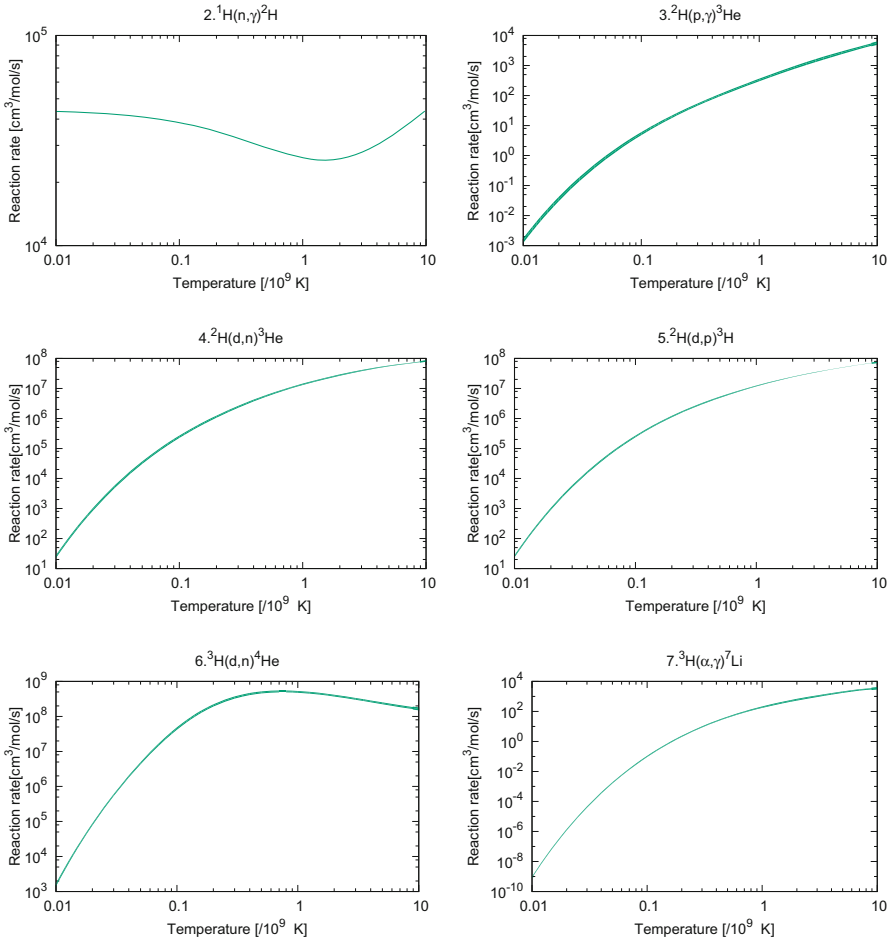 2.¹H(n,γ)²H
Reaction rate [cm³/mol/s]
10⁵
10⁴
0.01 0.1 1 10
Temperature [/10⁹ K]
3.²H(p,γ)³He
Reaction rate[cm³/mol/s]
10⁴
10³
10²
10¹
10⁰
10⁻¹
10⁻²
10⁻³
0.01 0.1 1 10
Temperature [/10⁹ K]
4.²H(d,n)³He
Reaction rate[cm³/mol/s]
10⁸
10⁷
10⁶
10⁵
10⁴
10³
10²
10¹
0.01 0.1 1 10
Temperature [/10⁹ K]
5.²H(d,p)³H
Reaction rate[cm³/mol/s]
10⁸
10⁷
10⁶
10⁵
10⁴
10³
10²
10¹
0.01 0.1 1 10
Temperature [/10⁹ K]
6.³H(d,n)⁴He
Reaction rate[cm³/mol/s]
10⁹
10⁸
10⁷
10⁶
10⁵
10⁴
10³
0.01 0.1 1 10
Temperature [/10⁹ K]
7.³H(α,γ)⁷Li
Reaction rate[cm³/mol/s]
10⁴
10²
10⁰
10⁻²
10⁻⁴
10⁻⁶
10⁻⁸
10⁻¹⁰
0.01 0.1 1 10
Temperature [/10⁹ K]